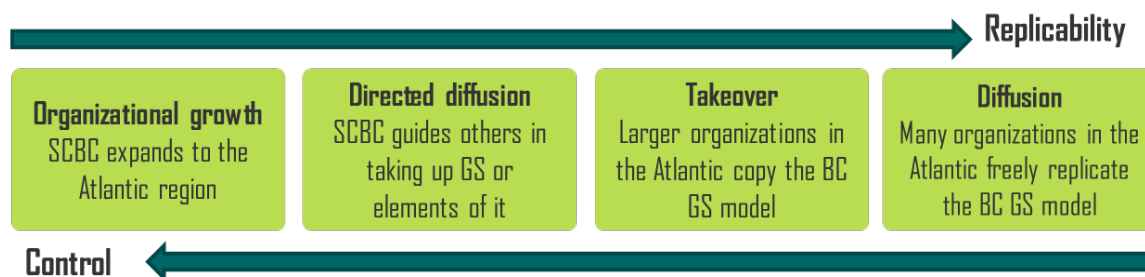 Replicability
Organizational growth
SCBC expands to the
Atlantic region
Directed diffusion
SCBC guides others in
taking up GS or
elements of it
Takeover
Larger organizations in
the Atlantic copy the BC
GS model
Diffusion
Many organizations in the
Atlantic freely replicate
the BC GS model
Control